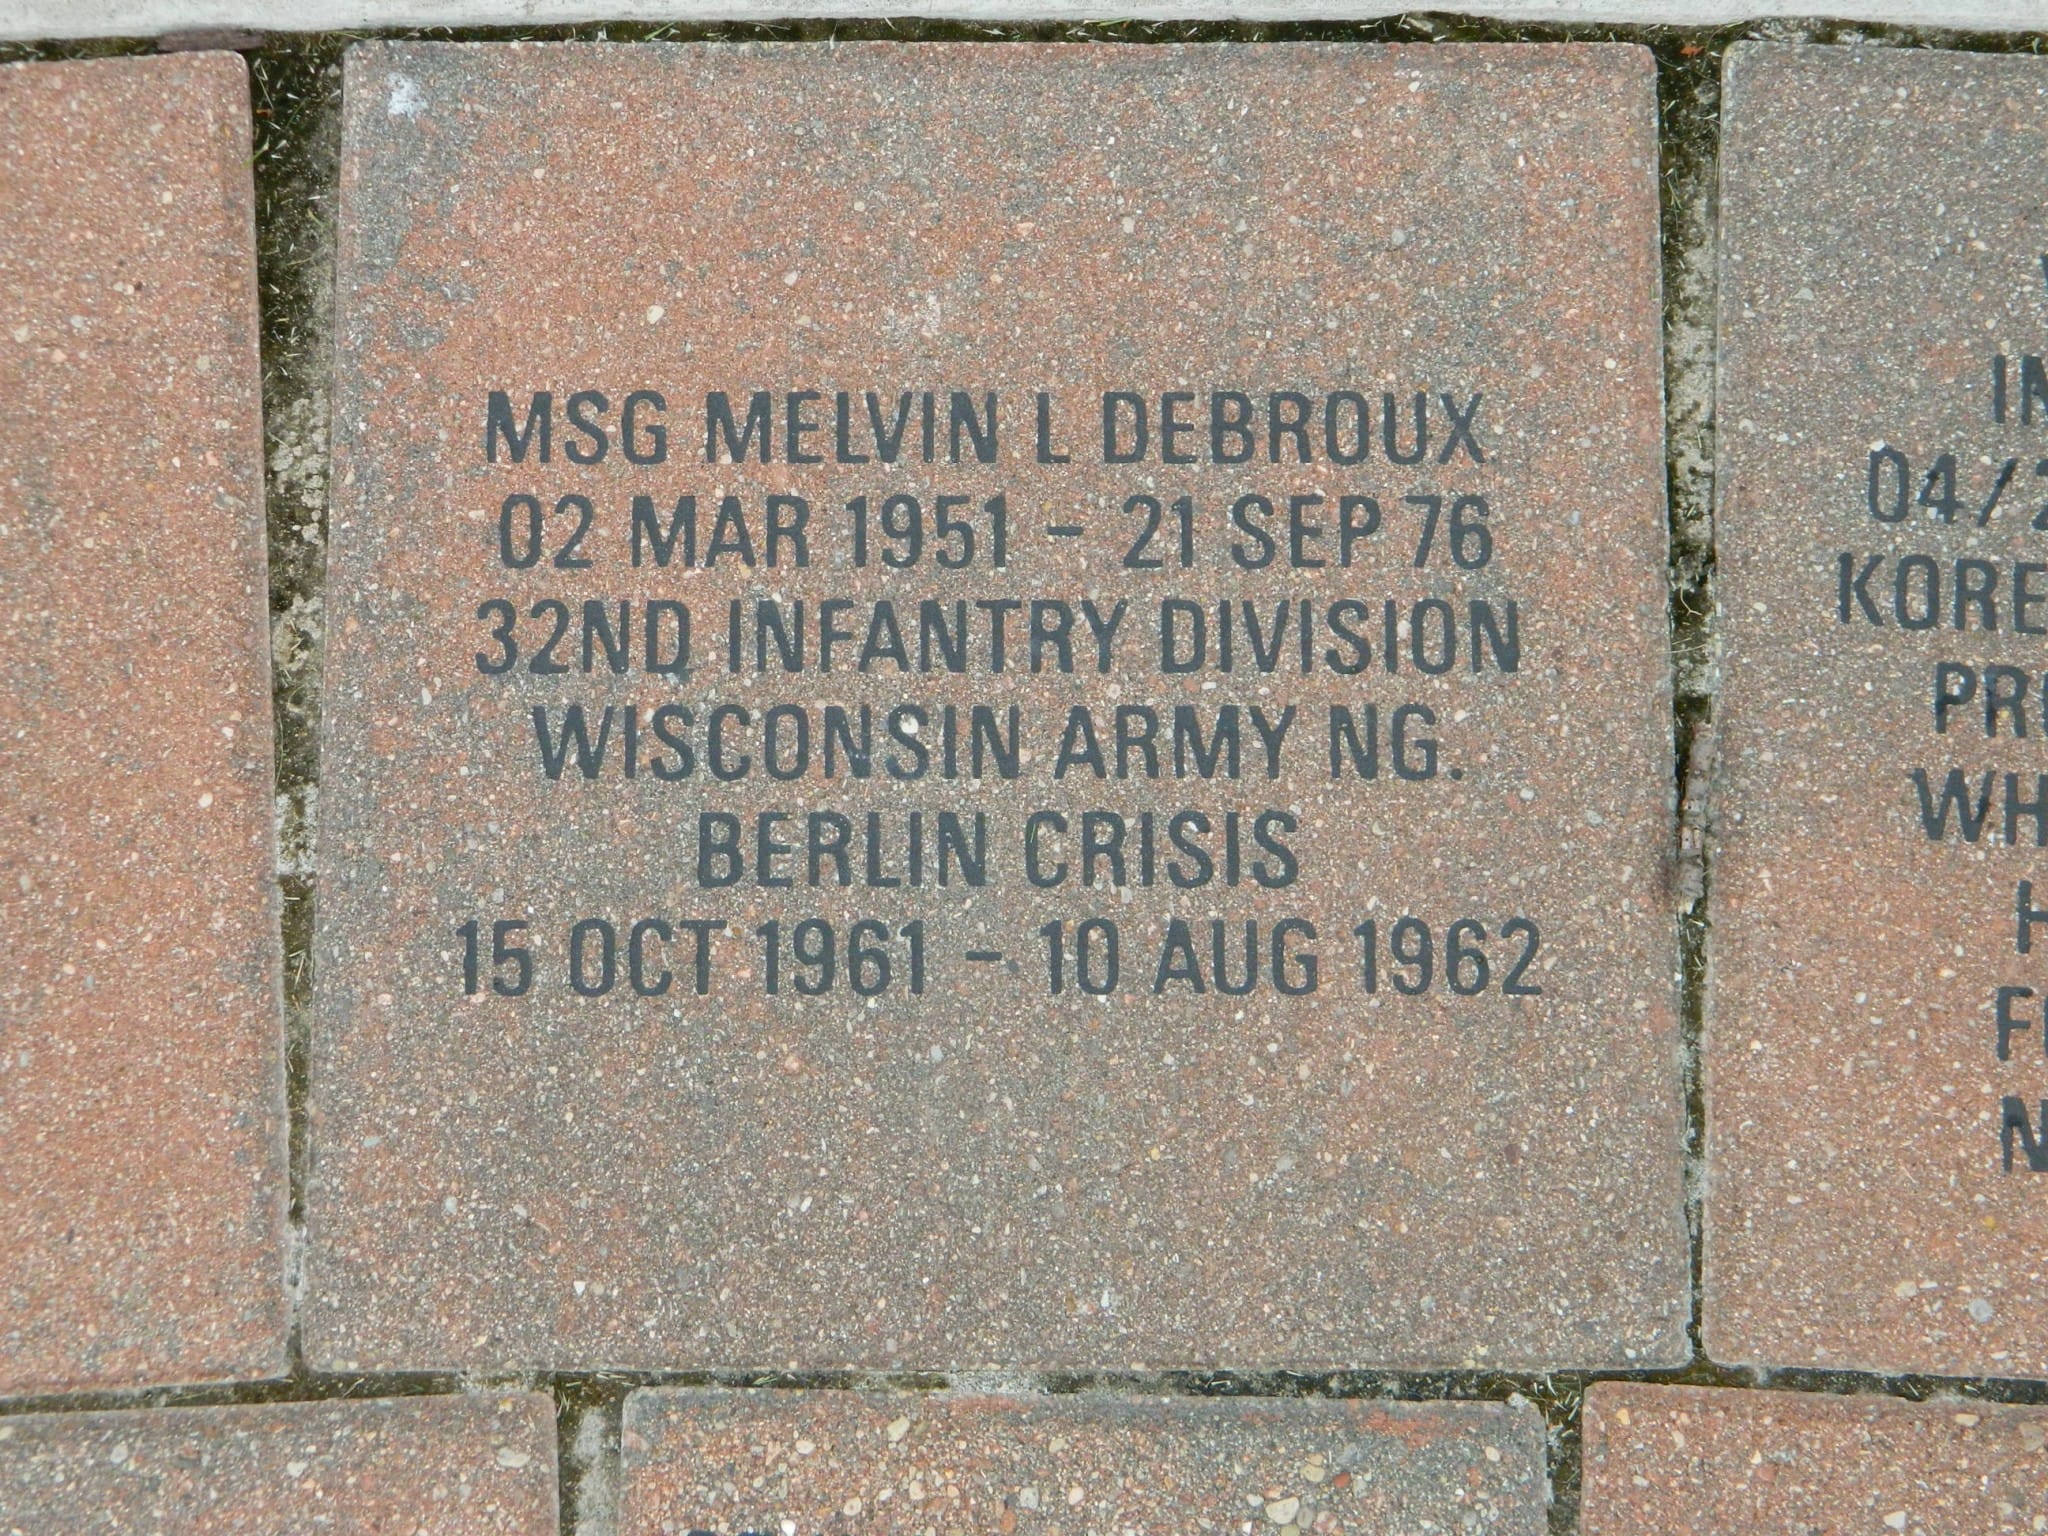 MSG MELVIN L DEBROUX
02 MAR 1951 - 21 SEP 76
32ND INFANTRY DIVISION
WISCONSIN ARMY NG.
BERLIN CRISIS
15 OCT 1961 - 10 AUG 1962
04/